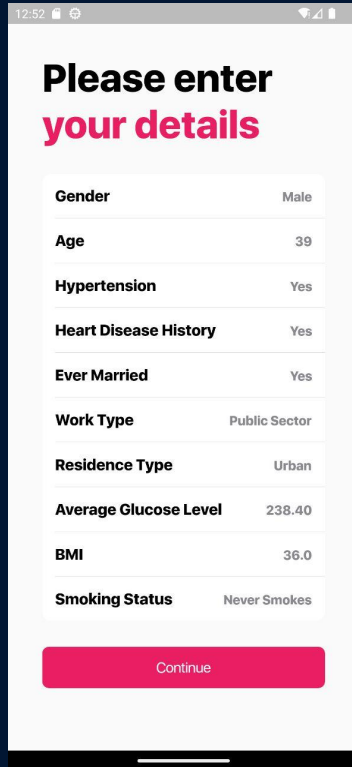 12:52
Please enter
your details
Gender Male
Age 39
Hypertension Yes
Heart Disease History Yes
Ever Married Yes
Work Type Public Sector
Residence Type Urban
Average Glucose Level 238.40
BMI 36.0
Smoking Status Never Smokes
Continue